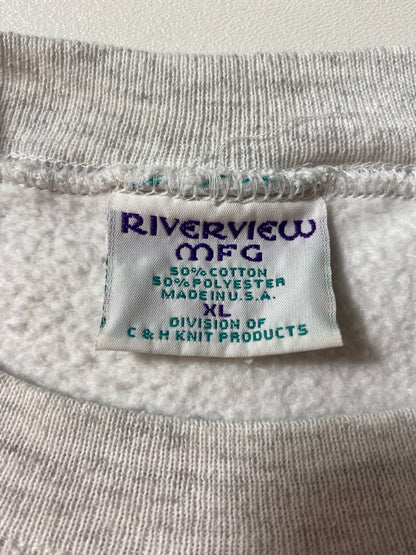 RIVERVIEW
MFG
50% COTTON
50% POLYESTER
MADE IN U.S.A.
XL
DIVISION OF
C & H KNIT PRODUCTS